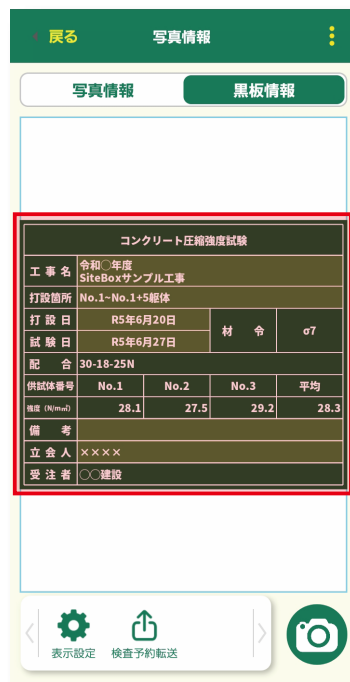 戻る 写真情報
写真情報 黒板情報
コンクリート圧縮強度試験
工事名 令和○年度
SiteBoxサンプル工事
打設箇所 No.1~No.1+5躯体
打設日 R5年6月20日 材令 σ7
試験日 R5年6月27日
配合 30-18-25N
供試体番号 No.1 No.2 No.3 平均
強度 (N/m㎡) 28.1 27.5 29.2 28.3
備考
立会人 ××××
受注者 ○○建設
表示設定 検査予約転送